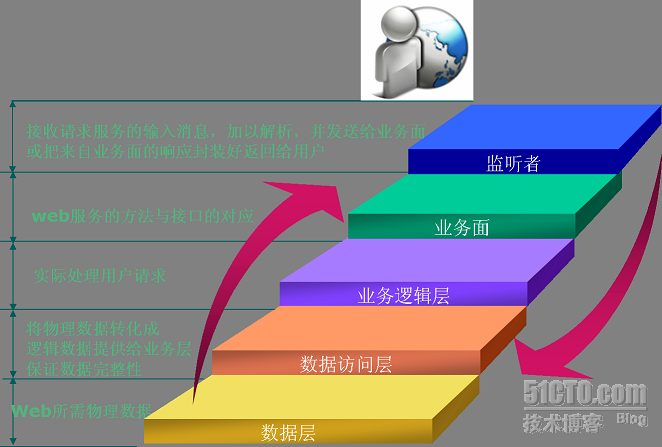 接收请求服务的输入消息，加以解析，并发送给业务面
或把来自业务面的响应封装好返回给用户
监听者
web服务的方法与接口的对应
业务面
实际处理用户请求
业务逻辑层
将物理数据转化成
逻辑数据提供给业务层
保证数据完整性
数据访问层
Web所需物理数据
数据层
51CTO.com
技术博客 Blog